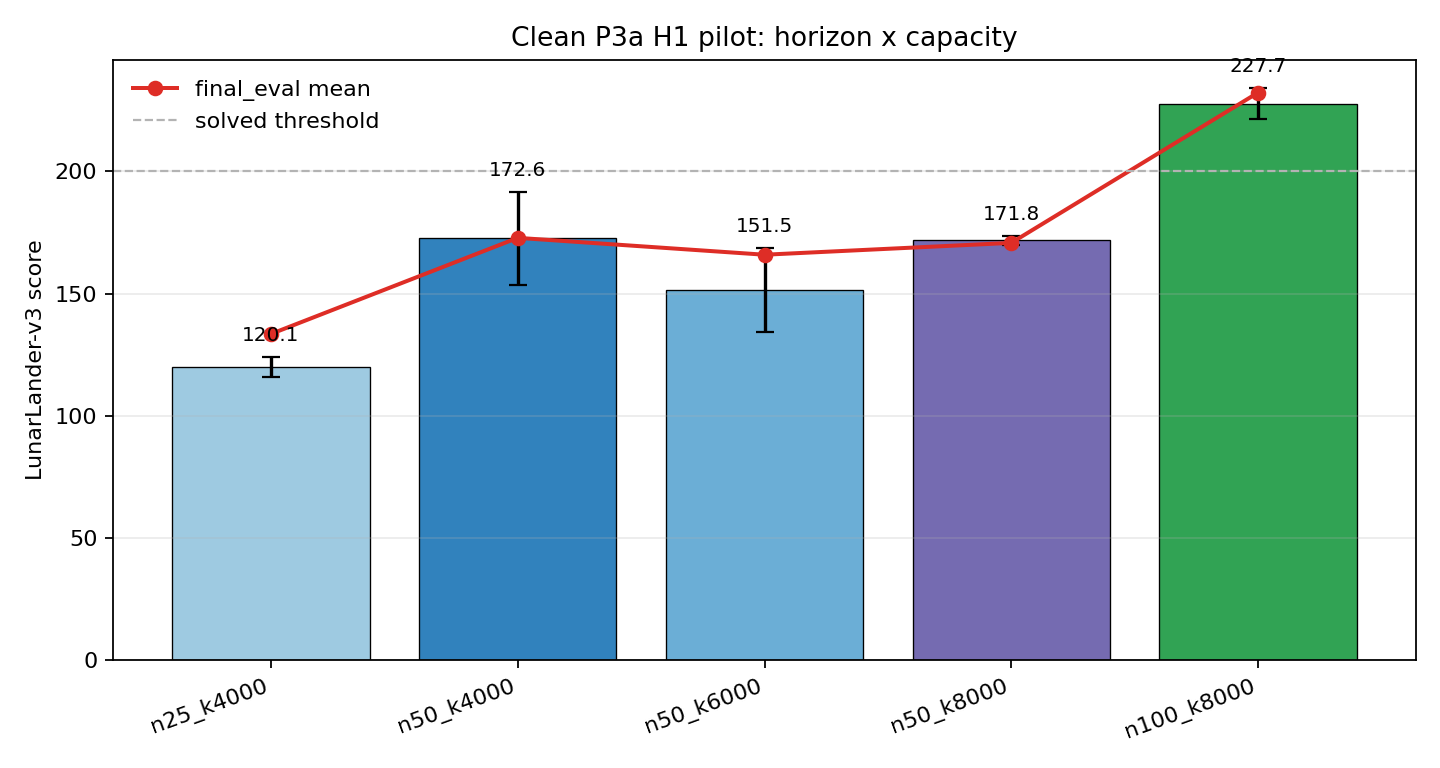 Clean P3a H1 pilot: horizon x capacity
final_eval mean
solved threshold
LunarLander-v3 score
200
150
100
50
0
120.1
172.6
151.5
171.8
227.7
n25_k4000
n50_k4000
n50_k6000
n50_k8000
n100_k8000